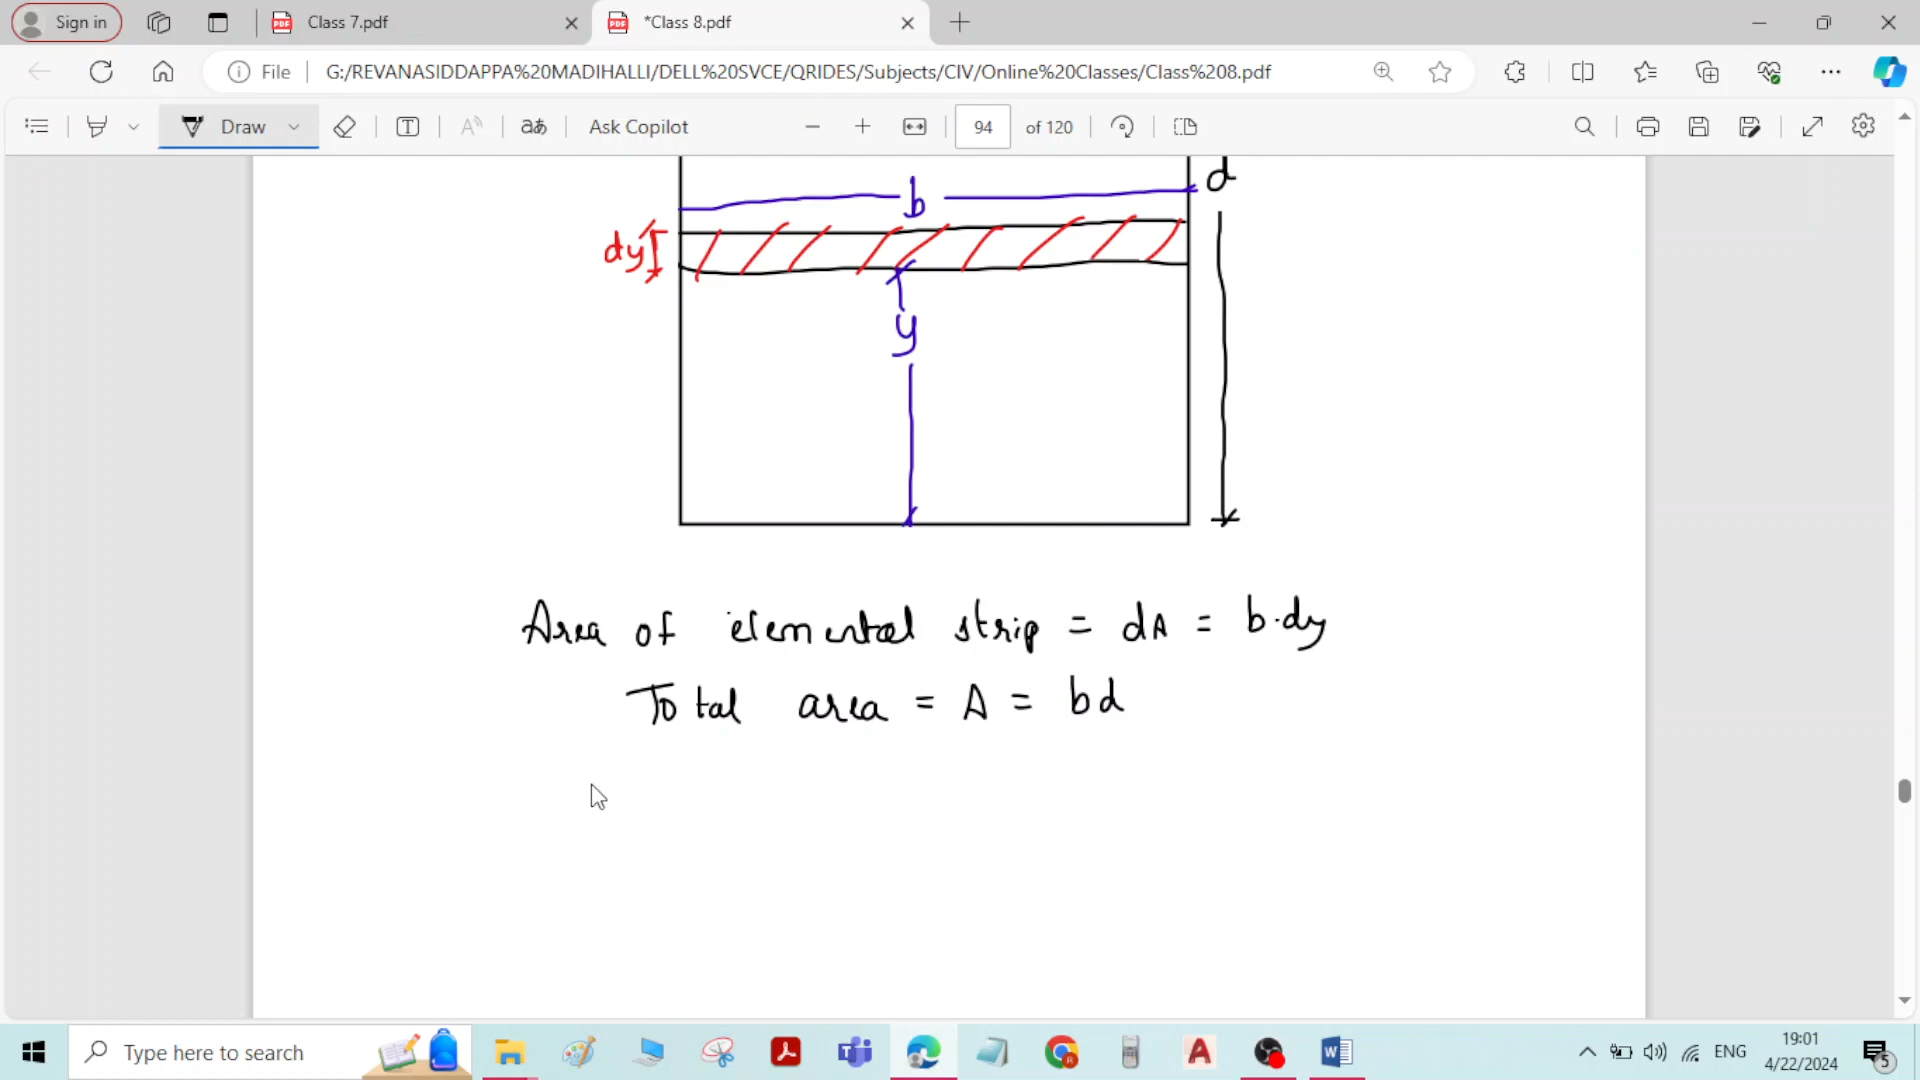 Sign in
Class 7.pdf
*Class 8.pdf
File
G:/REVANASIDDAPPA%20MADIHALLI/DELL%20SVCE/QRIDES/Subjects/CIV/Online%20Classes/Class%208.pdf
Draw
Ask Copilot
94 of 120
d
b
dy
y
Area of elemental strip = dA = b.dy
Total area = A = bd
Type here to search
ENG
19:01
4/22/2024
5